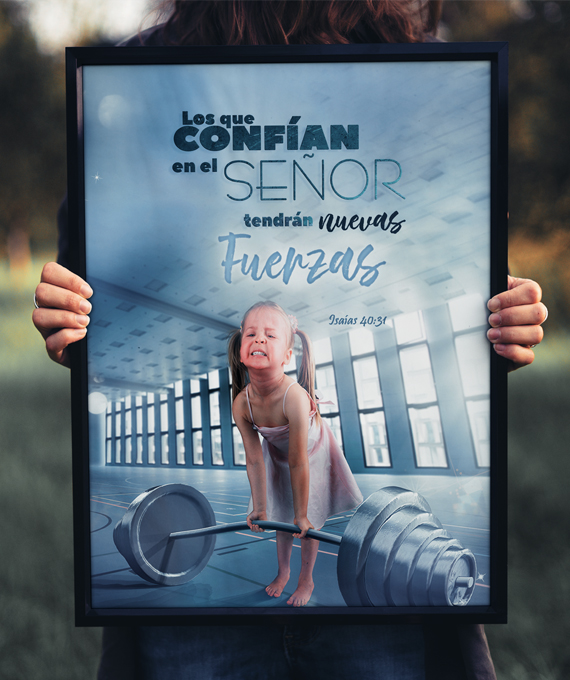 Los que
CONFÍAN
en el SEÑOR
tendrán nuevas
Fuerzas
Isaías 40:31